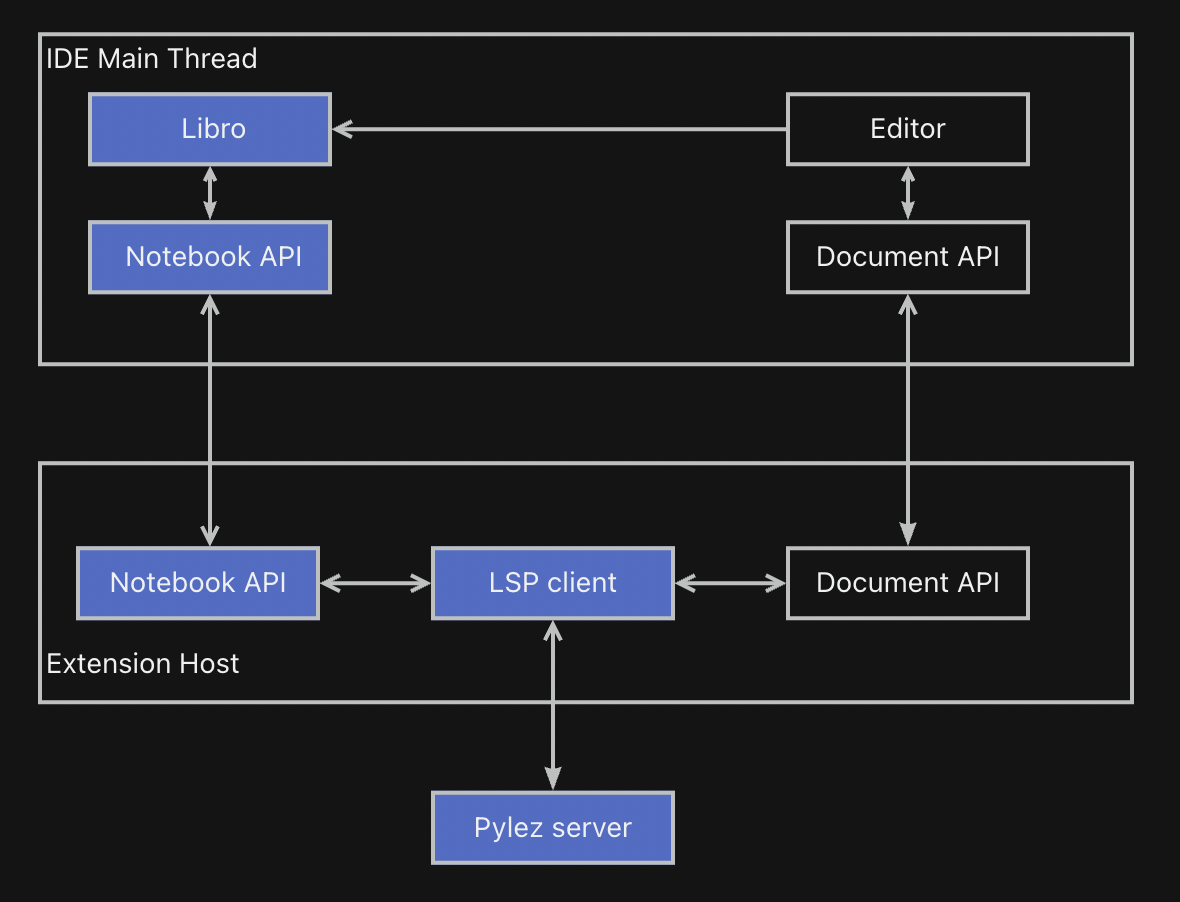 IDE Main Thread
Libro
Editor
Notebook API
Document API
Notebook API
LSP client
Document API
Extension Host
Pylez server